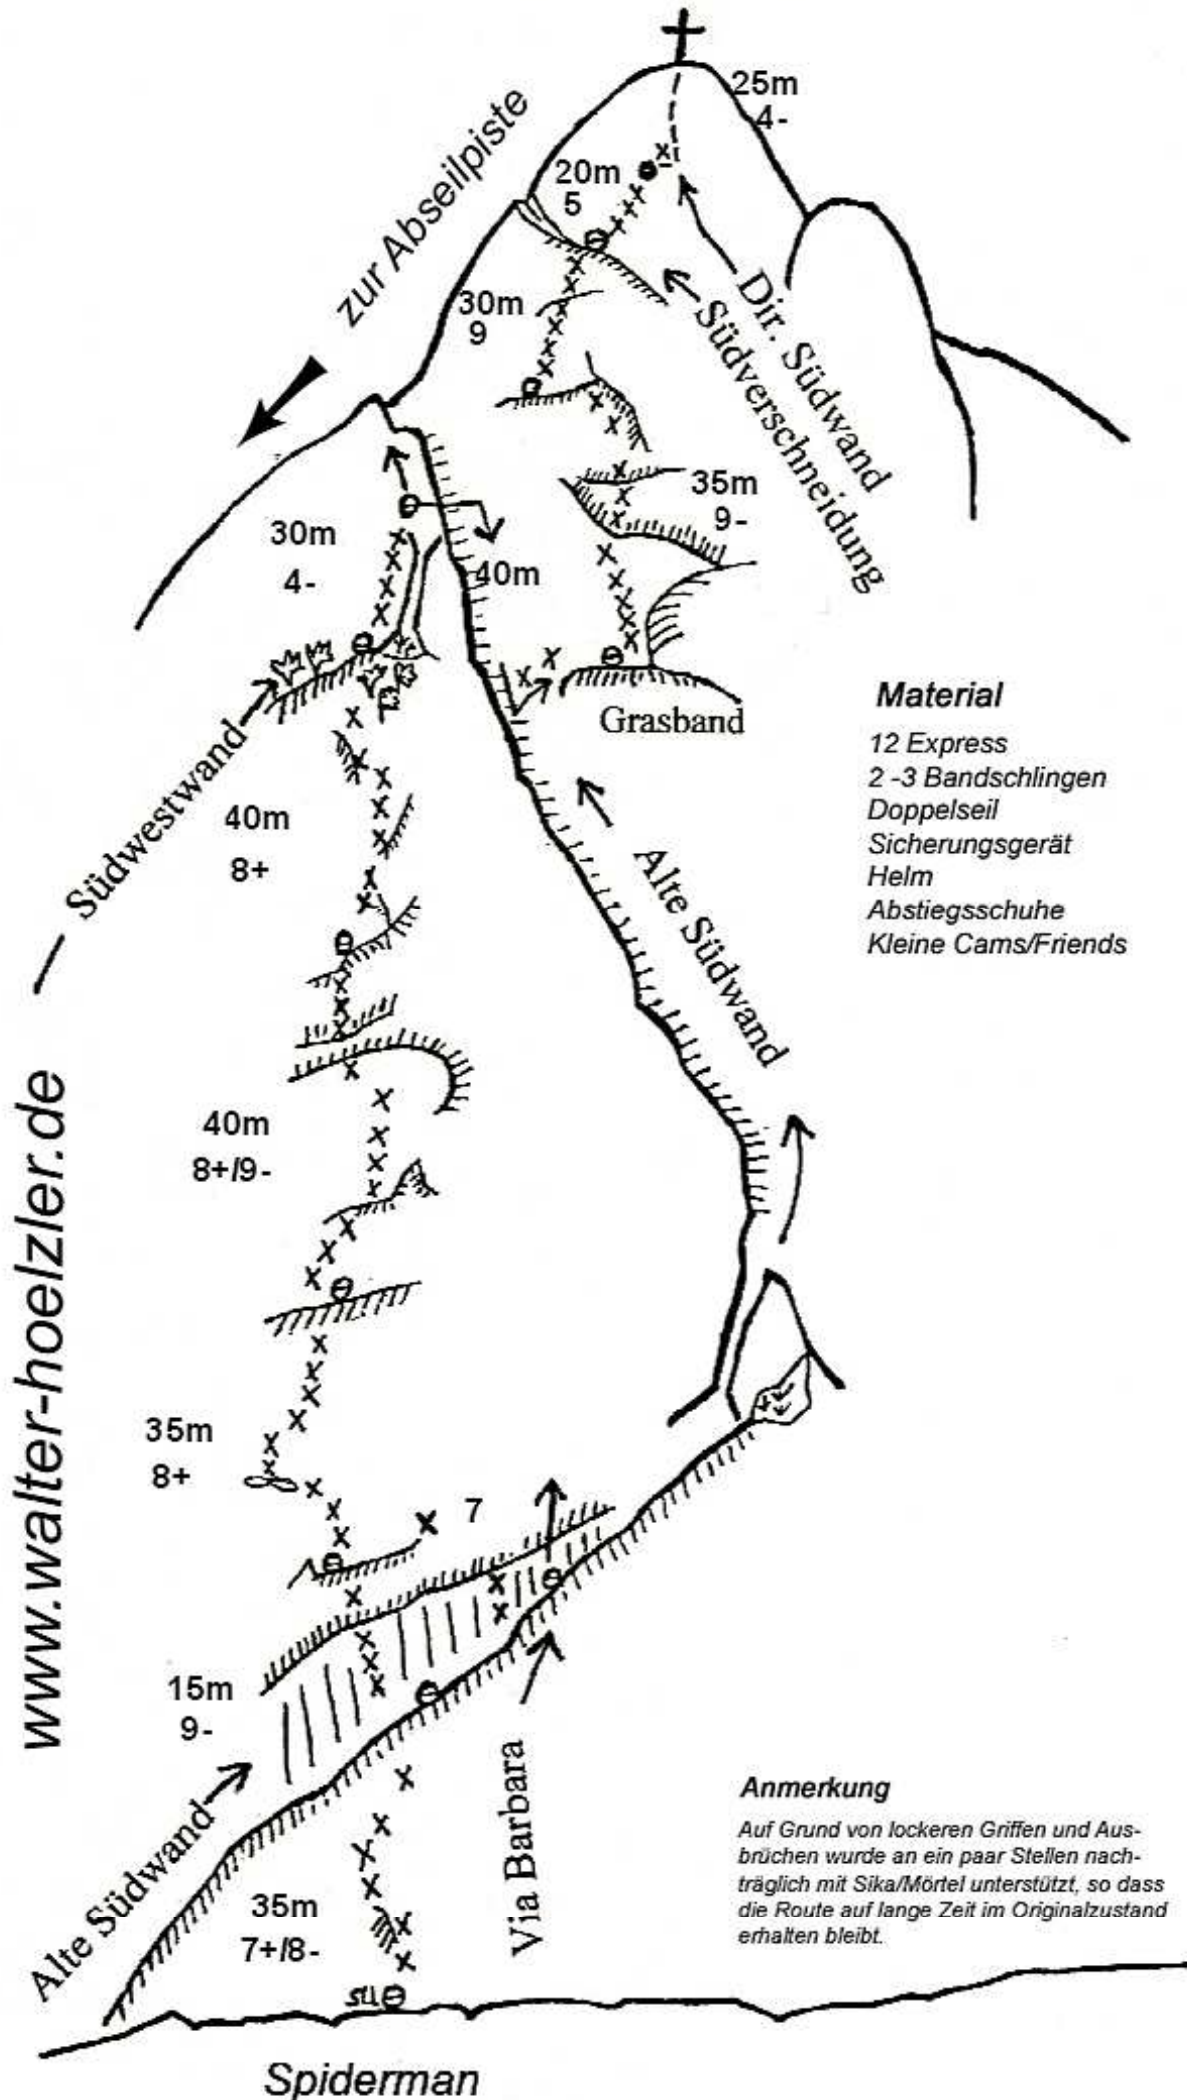 25m
4-
20m
5
zur Abseilpiste
30m
9
Dir. Südwand
Südverschneidung
35m
9-
30m
4-
40m
Grasband
Südwestwand
Material
12 Express
2 -3 Bandschlingen
Doppelseil
Sicherungsgerät
Helm
Abstiegsschuhe
Kleine Cams/Friends
40m
8+
Alte Südwand
40m
8+/9-
www.walter-hoelzler.de
35m
8+
7
15m
9-
Alte Südwand
Via Barbara
35m
7+/8-
Anmerkung
Auf Grund von lockeren Griffen und Aus-
brüchen wurde an ein paar Stellen nach-
träglich mit Sika/Mörtel unterstützt, so dass
die Route auf lange Zeit im Originalzustand
erhalten bleibt.
Spiderman